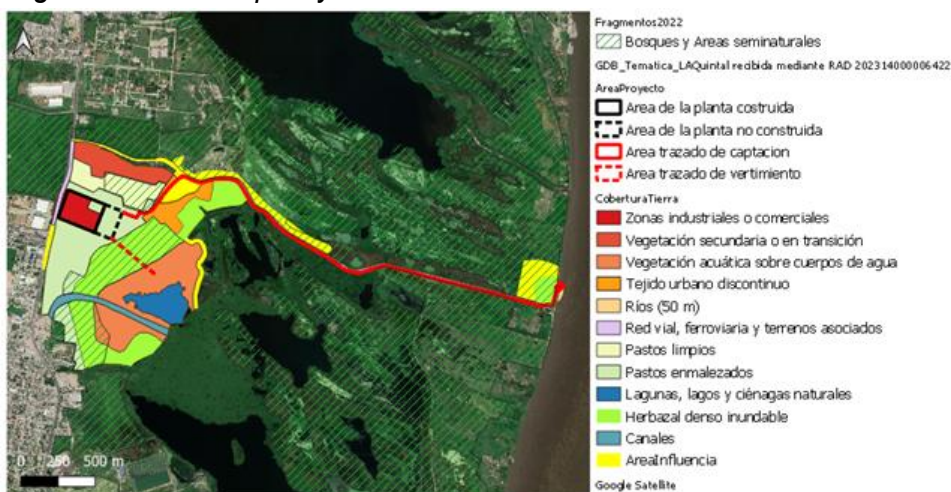 Fragmentos2022
Bosques y Areas seminaturales
GDB_Tematica_LAQuintal recibida mediante RAD 202314000006422
AreaProyecto
Area de la planta costruida
Area de la planta no construida
Area trazado de captacion
Area trazado de vertimiento
CoberturaTierra
Zonas industriales o comerciales
Vegetación secundaria o en transición
Vegetación acuática sobre cuerpos de agua
Tejido urbano discontinuo
Ríos (50 m)
Red vial, ferroviaria y terrenos asociados
Pastos limpios
Pastos enmalezados
Lagunas, lagos y ciénagas naturales
Herbazal denso inundable
Canales
AreaInfluencia
Google Satellite
0 250 500 m